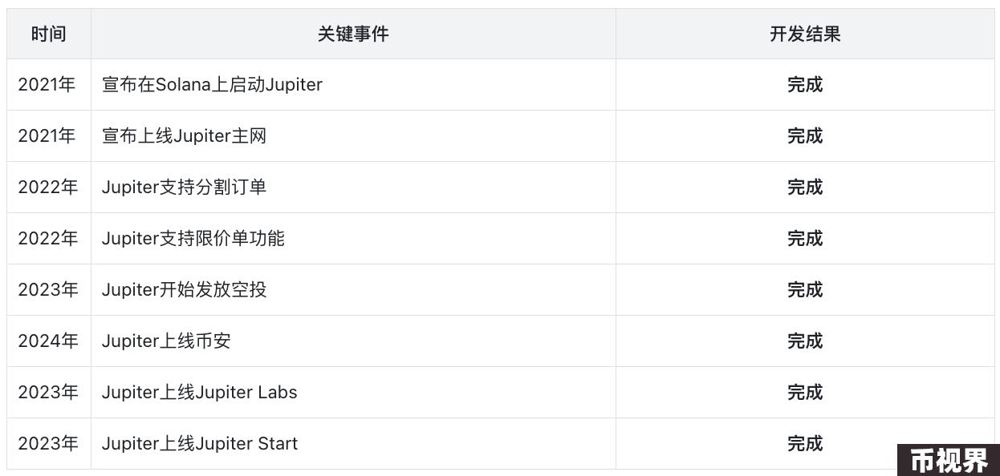 时间 关键事件 开发结果
2021年 宣布在Solana上启动Jupiter 完成
2021年 宣布上线Jupiter主网 完成
2022年 Jupiter支持分割订单 完成
2022年 Jupiter支持限价单功能 完成
2023年 Jupiter开始发放空投 完成
2024年 Jupiter上线币安 完成
2023年 Jupiter上线Jupiter Labs 完成
2023年 Jupiter上线Jupiter Start 完成
币视界